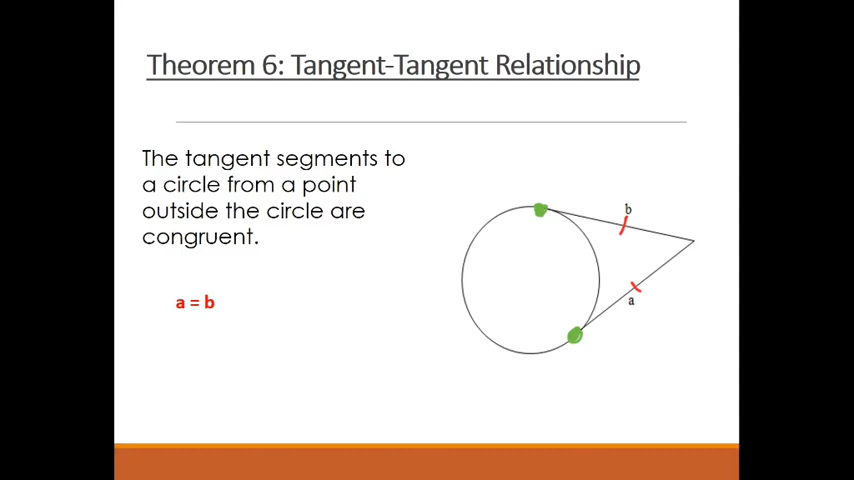 Theorem 6: Tangent-Tangent Relationship
The tangent segments to
a circle from a point
outside the circle are
congruent.
a = b
b
a